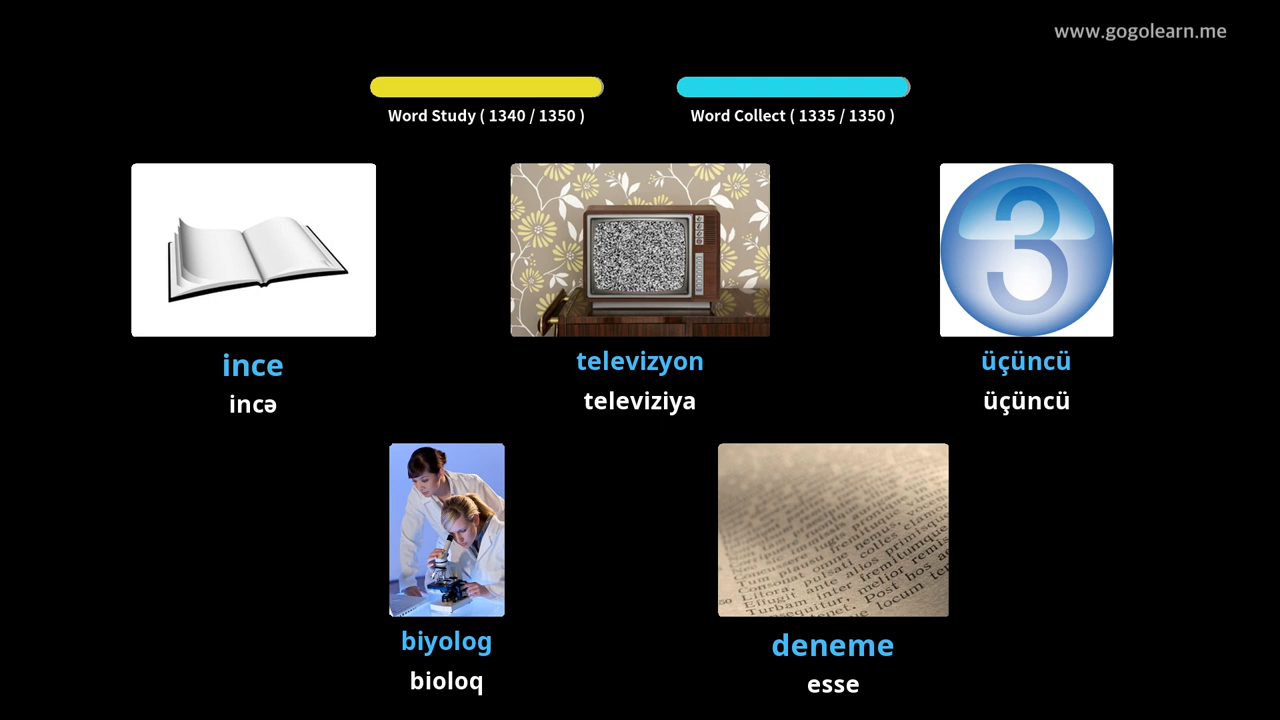 www.gogolearn.me
Word Study ( 1340 / 1350 )
Word Collect ( 1335 / 1350 )
3
ince
incə
televizyon
televiziya
üçüncü
üçüncü
biyolog
bioloq
deneme
esse